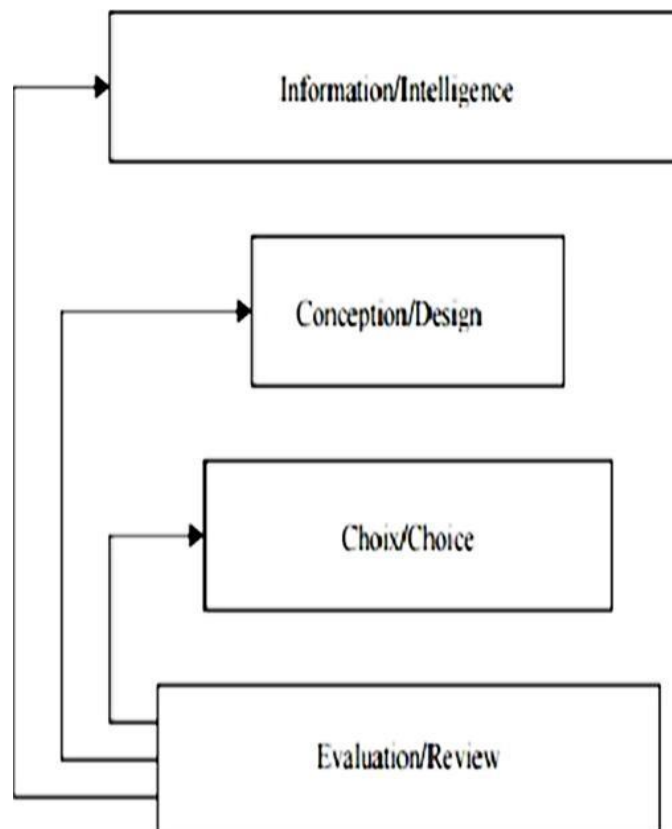 Information/Intelligence
Conception/Design
Choix/Choice
Evaluation/Review